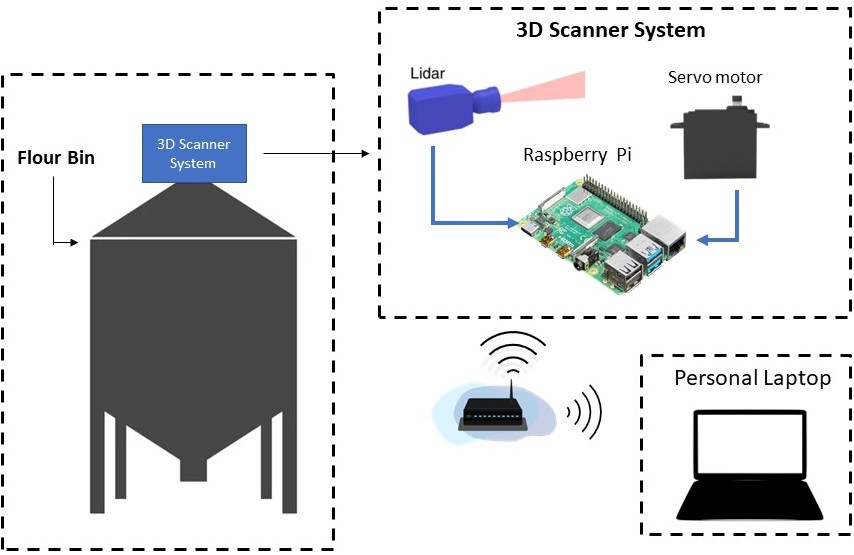 3D Scanner System
Lidar
Servo motor
Raspberry Pi
3D Scanner
System
Flour Bin
Personal Laptop